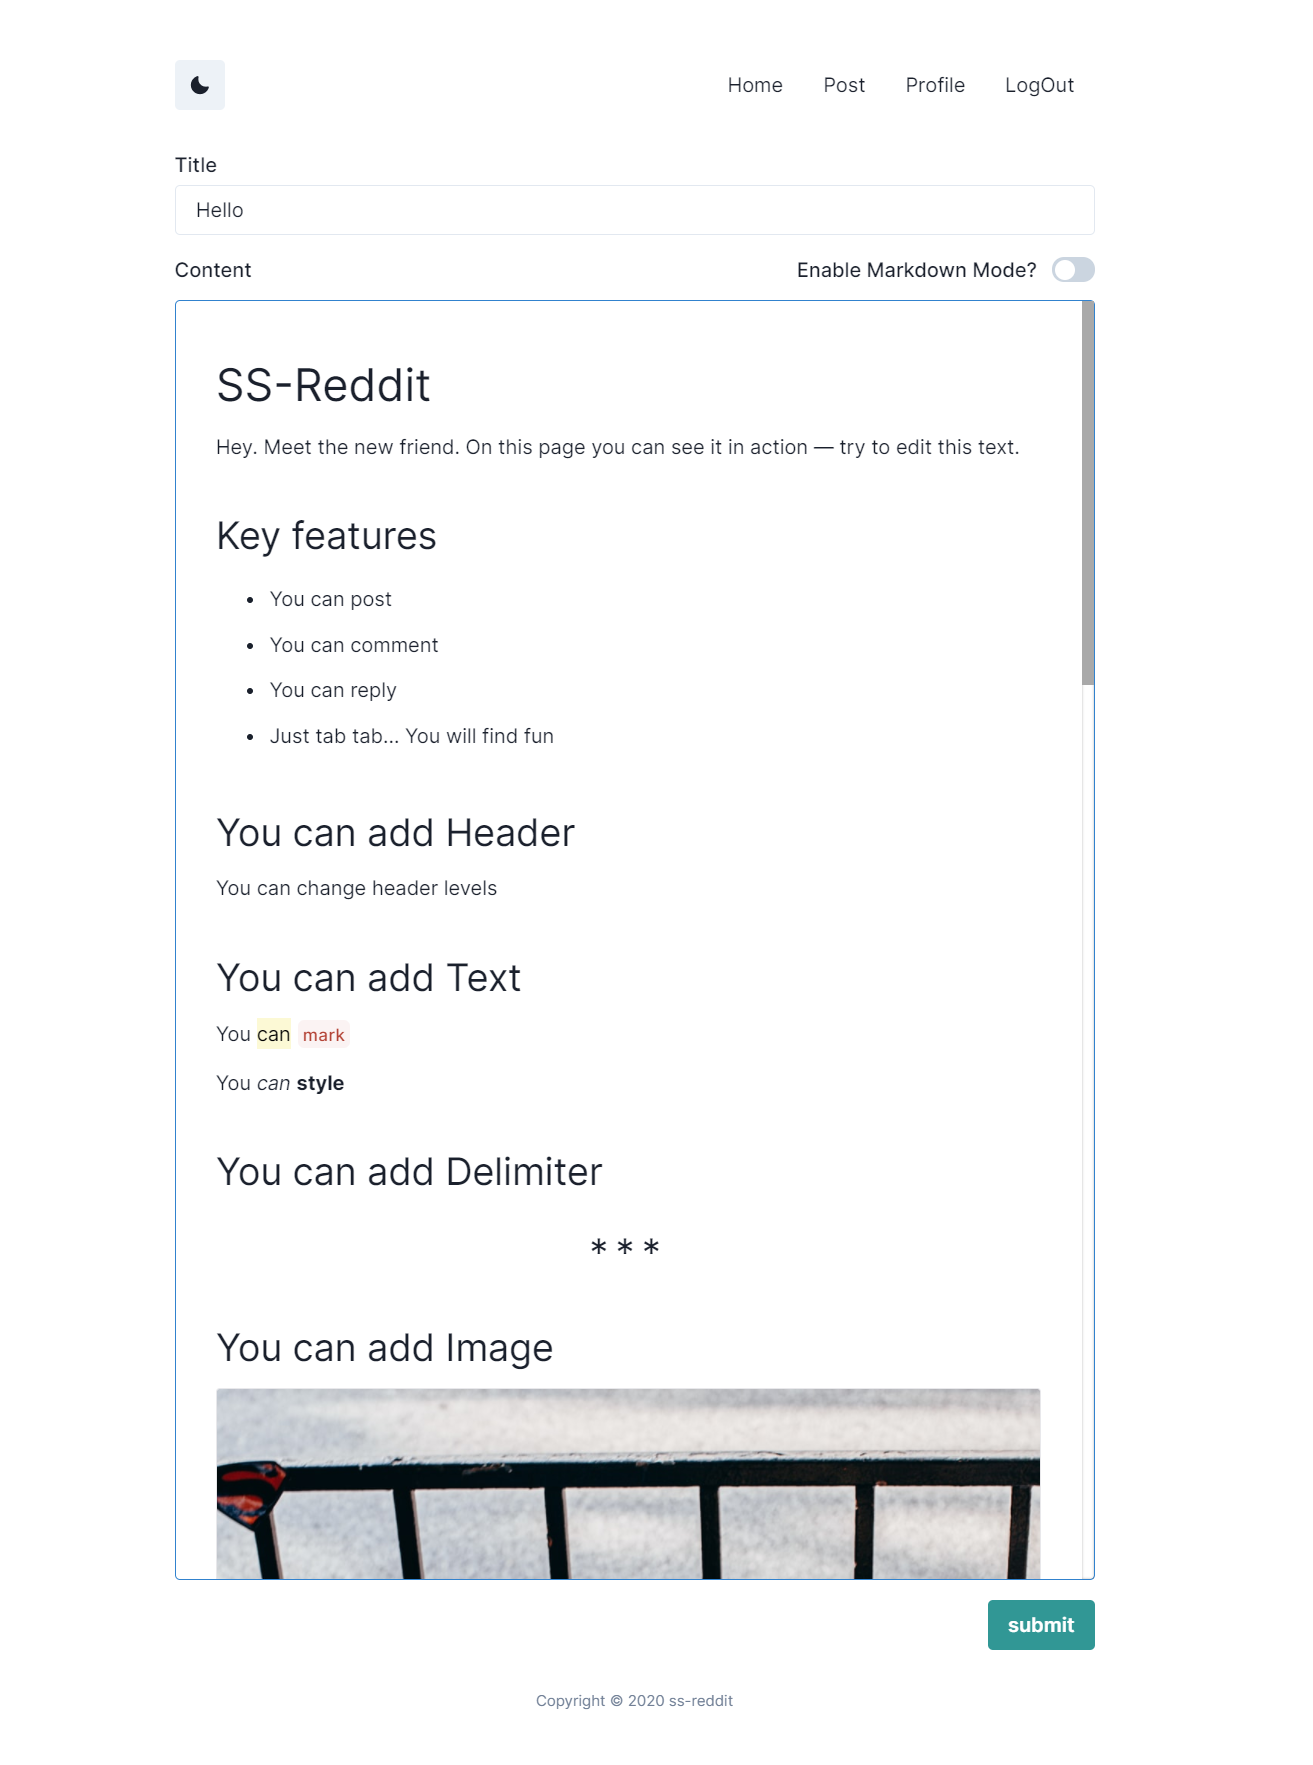 Home Post Profile LogOut
Title
Hello
Content Enable Markdown Mode?
SS-Reddit
Hey. Meet the new friend. On this page you can see it in action — try to edit this text.
Key features
• You can post
• You can comment
• You can reply
• Just tab tab... You will find fun
You can add Header
You can change header levels
You can add Text
You can mark
You can style
You can add Delimiter
* * *
You can add Image
submit
Copyright © 2020 ss-reddit